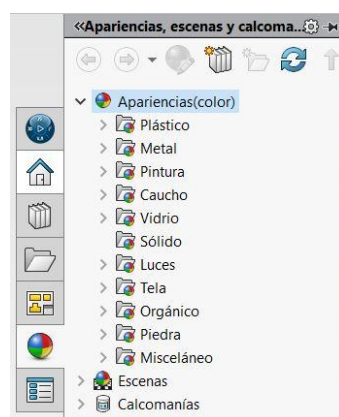 «Apariencias, escenas y calcoma...
Apariencias(color)
Plástico
Metal
Pintura
Caucho
Vidrio
Sólido
Luces
Tela
Orgánico
Piedra
Misceláneo
Escenas
Calcomanías